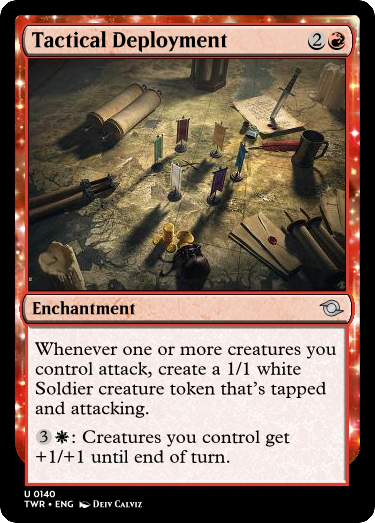 Tactical Deployment 2
Enchantment
Whenever one or more creatures you
control attack, create a 1/1 white
Soldier creature token that's tapped
and attacking.
3 : Creatures you control get
+1/+1 until end of turn.
U 0140
TWR • ENG Deiv Calviz